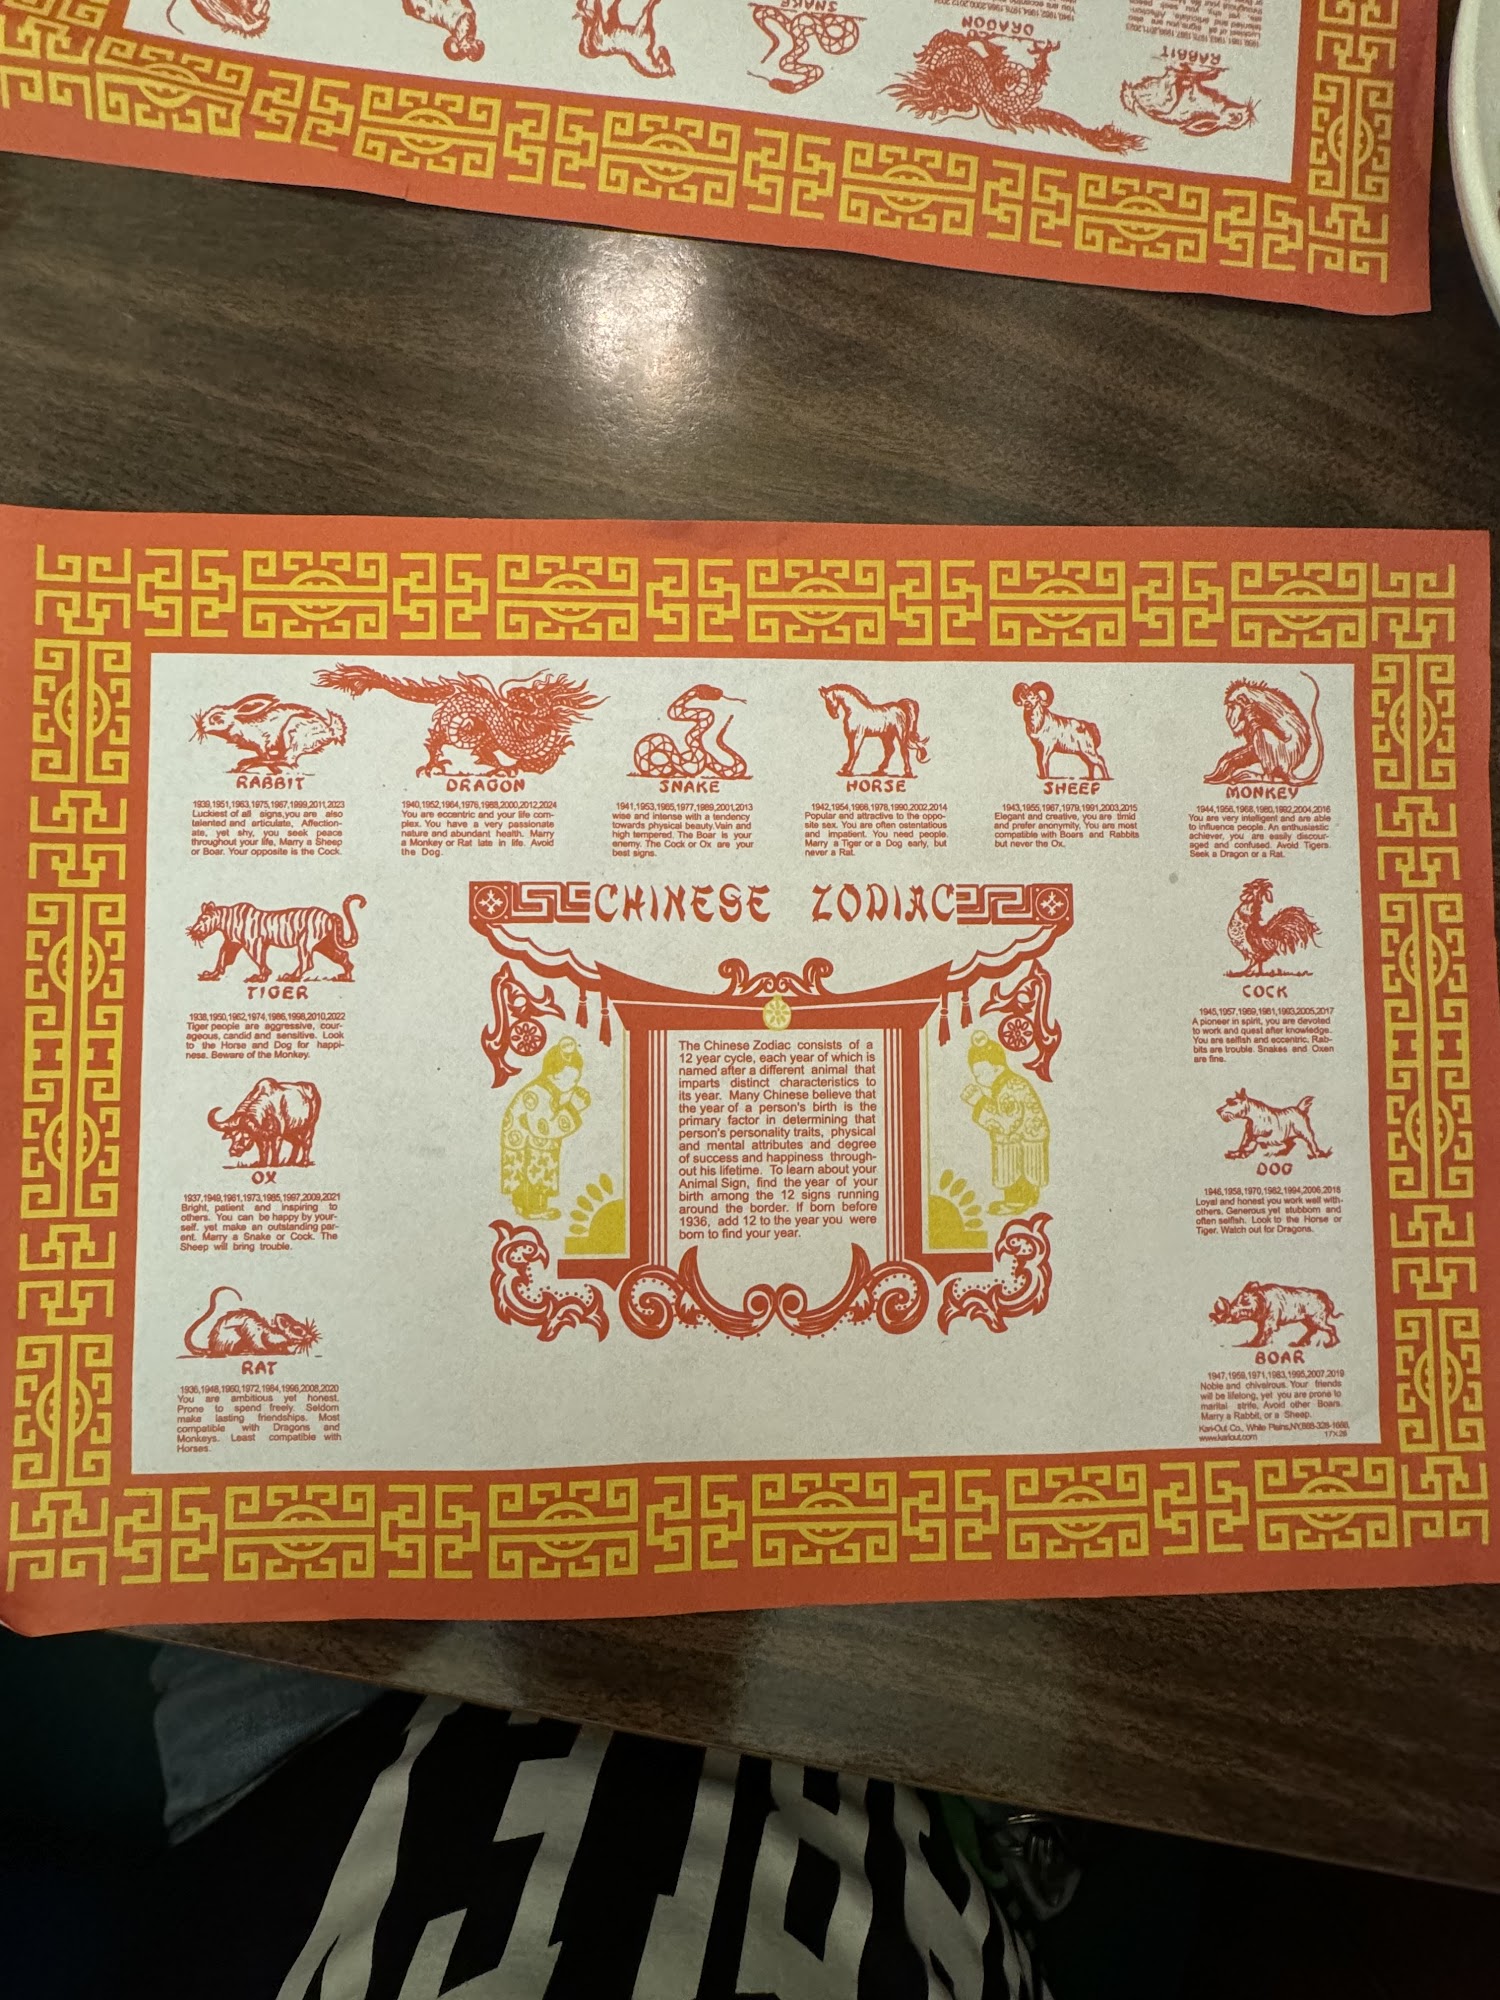 SNAKE
DRAGON
RABBIT
RABBIT
1939,1951,1963,1975,1987,1999,2011,2023
Luckiest of all signs,you are also
talented and articulate, Affection-
ate, yet shy, you seek peace
throughout your life, Marry a Sheep
or Boar. Your opposite is the Cock.
DRAGON
1940,1952,1964,1976,1988,2000,2012,2024
You are eccentric and your life com-
plex. You have a very passionate
nature and abundant health. Marry
a Monkey or Rat late in life. Avoid
the Dog.
SNAKE
1941,1953,1965,1977,1989,2001,2013
wise and intense with a tendency
towards physical beauty.Vain and
high tempered. The Boar is your
enemy. The Cock or Ox are your
best signs.
HORSE
1942,1954,1966,1978,1990,2002,2014
Popular and attractive to the oppo-
site sex. You are often ostentatious
and impatient. You need people.
Marry a Tiger or a Dog early, but
never a Rat.
SHEEP
1943,1955,1967,1979,1991,2003,2015
Elegant and creative, you are timid
and prefer anonymity, You are most
compatible with Boars and Rabbits
but never the Ox.
MONKEY
1944,1956,1968,1980,1992,2004,2016
You are very intelligent and are able
to influence people. An enthusiastic
achiever, you are easily discour-
aged and confused. Avoid Tigers.
Seek a Dragon or a Rat.
TIGER
1938,1950,1962,1974,1986,1998,2010,2022
Tiger people are aggressive, cour-
ageous, candid and sensitive. Look
to the Horse and Dog for happi-
ness. Beware of the Monkey.
OX
1937,1949,1961,1973,1985,1997,2009,2021
Bright, patient and inspiring to
others. You can be happy by your-
self. yet make an outstanding par-
ent. Marry a Snake or Cock. The
Sheep will bring trouble.
RAT
1936,1948,1960,1972,1984,1996,2008,2020
You are ambitious yet honest.
Prone to spend freely. Seldom
make lasting friendships. Most
compatible with Dragons and
Monkeys. Least compatible with
Horses.
CHINESE ZODIAC
The Chinese Zodiac consists of a
12 year cycle, each year of which is
named after a different animal that
imparts distinct characteristics to
its year. Many Chinese believe that
the year of a person's birth is the
primary factor in determining that
person's personality traits, physical
and mental attributes and degree
of success and happiness through-
out his lifetime. To learn about your
Animal Sign, find the year of your
birth among the 12 signs running
around the border. If born before
1936, add 12 to the year you were
born to find your year.
COCK
1945,1957,1969,1981,1993,2005,2017
A pioneer in spirit, you are devoted
to work and quest after knowledge.
You are selfish and eccentric. Rab-
bits are trouble. Snakes and Oxen
are fine.
DOG
1946,1958,1970,1982,1994,2006,2018
Loyal and honest you work well with-
others. Generous yet stubborn and
often selfish. Look to the Horse or
Tiger. Watch out for Dragons.
BOAR
1947,1959,1971,1983,1995,2007,2019
Noble and chivalrous. Your friends
will be lifelong, yet you are prone to
marital strife. Avoid other Boars.
Marry a Rabbit, or a Sheep.
Kari-Out Co., White Plains,NY,888-328-1688,
www.kariout.com 17X26